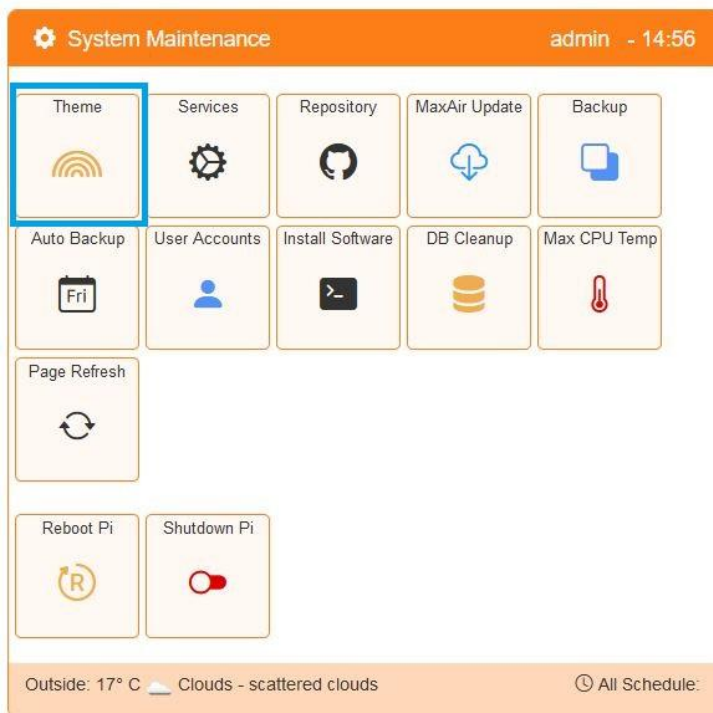 System Maintenance admin - 14:56
Theme Services Repository MaxAir Update Backup
Auto Backup User Accounts Install Software DB Cleanup Max CPU Temp
Fri >_
Page Refresh
Reboot Pi Shutdown Pi
R
Outside: 17° C Clouds - scattered clouds All Schedule: